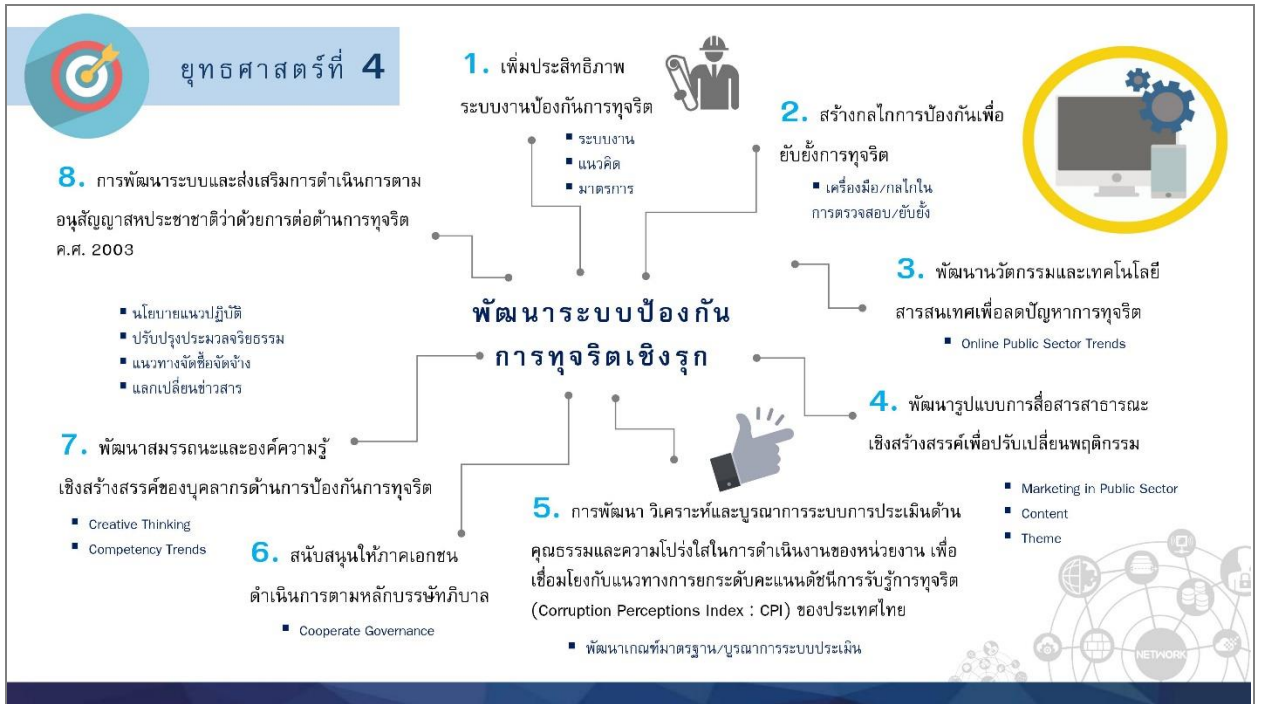 ยุทธศาสตร์ที่ 4
1. เพิ่มประสิทธิภาพ
ระบบงานป้องกันการทุจริต
▪ ระบบงาน
▪ แนวคิด
▪ มาตรการ
2. สร้างกลไกการป้องกันเพื่อ
ยับยั้งการทุจริต
▪ เครื่องมือ/กลไกใน
การตรวจสอบ/ยับยั้ง
3. พัฒนานวัตกรรมและเทคโนโลยี
สารสนเทศเพื่อลดปัญหาการทุจริต
▪ Online Public Sector Trends
4. พัฒนารูปแบบการสื่อสารสาธารณะ
เชิงสร้างสรรค์เพื่อปรับเปลี่ยนพฤติกรรม
▪ Marketing in Public Sector
▪ Content
▪ Theme
5. การพัฒนา วิเคราะห์และบูรณาการระบบการประเมินด้าน
คุณธรรมและความโปร่งใสในการดำเนินงานของหน่วยงาน เพื่อ
เชื่อมโยงกับแนวทางการยกระดับคะแนนดัชนีการรับรู้การทุจริต
(Corruption Perceptions Index : CPI) ของประเทศไทย
▪ พัฒนาเกณฑ์มาตรฐาน/บูรณาการระบบประเมิน
6. สนับสนุนให้ภาคเอกชน
ดำเนินการตามหลักบรรษัทภิบาล
▪ Cooperate Governance
7. พัฒนาสมรรถนะและองค์ความรู้
เชิงสร้างสรรค์ของบุคลากรด้านการป้องกันการทุจริต
▪ Creative Thinking
▪ Competency Trends
8. การพัฒนาระบบและส่งเสริมการดำเนินการตาม
อนุสัญญาสหประชาชาติว่าด้วยการต่อต้านการทุจริต
ค.ศ. 2003
▪ นโยบายแนวปฏิบัติ
▪ ปรับปรุงประมวลจริยธรรม
▪ แนวทางจัดซื้อจัดจ้าง
▪ แลกเปลี่ยนข่าวสาร
พัฒนาระบบป้องกัน
การทุจริตเชิงรุก
NETWORK